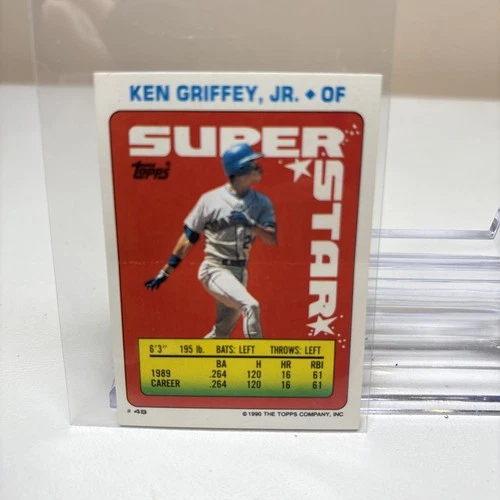 KEN GRIFFEY, JR. ◆ OF
SUPER
STAR
Topps
6'3" 195 lb. BATS: LEFT THROWS: LEFT
BA H HR RBI
1989 .264 120 16 61
CAREER .264 120 16 61
# 49 ©1990 THE TOPPS COMPANY, INC